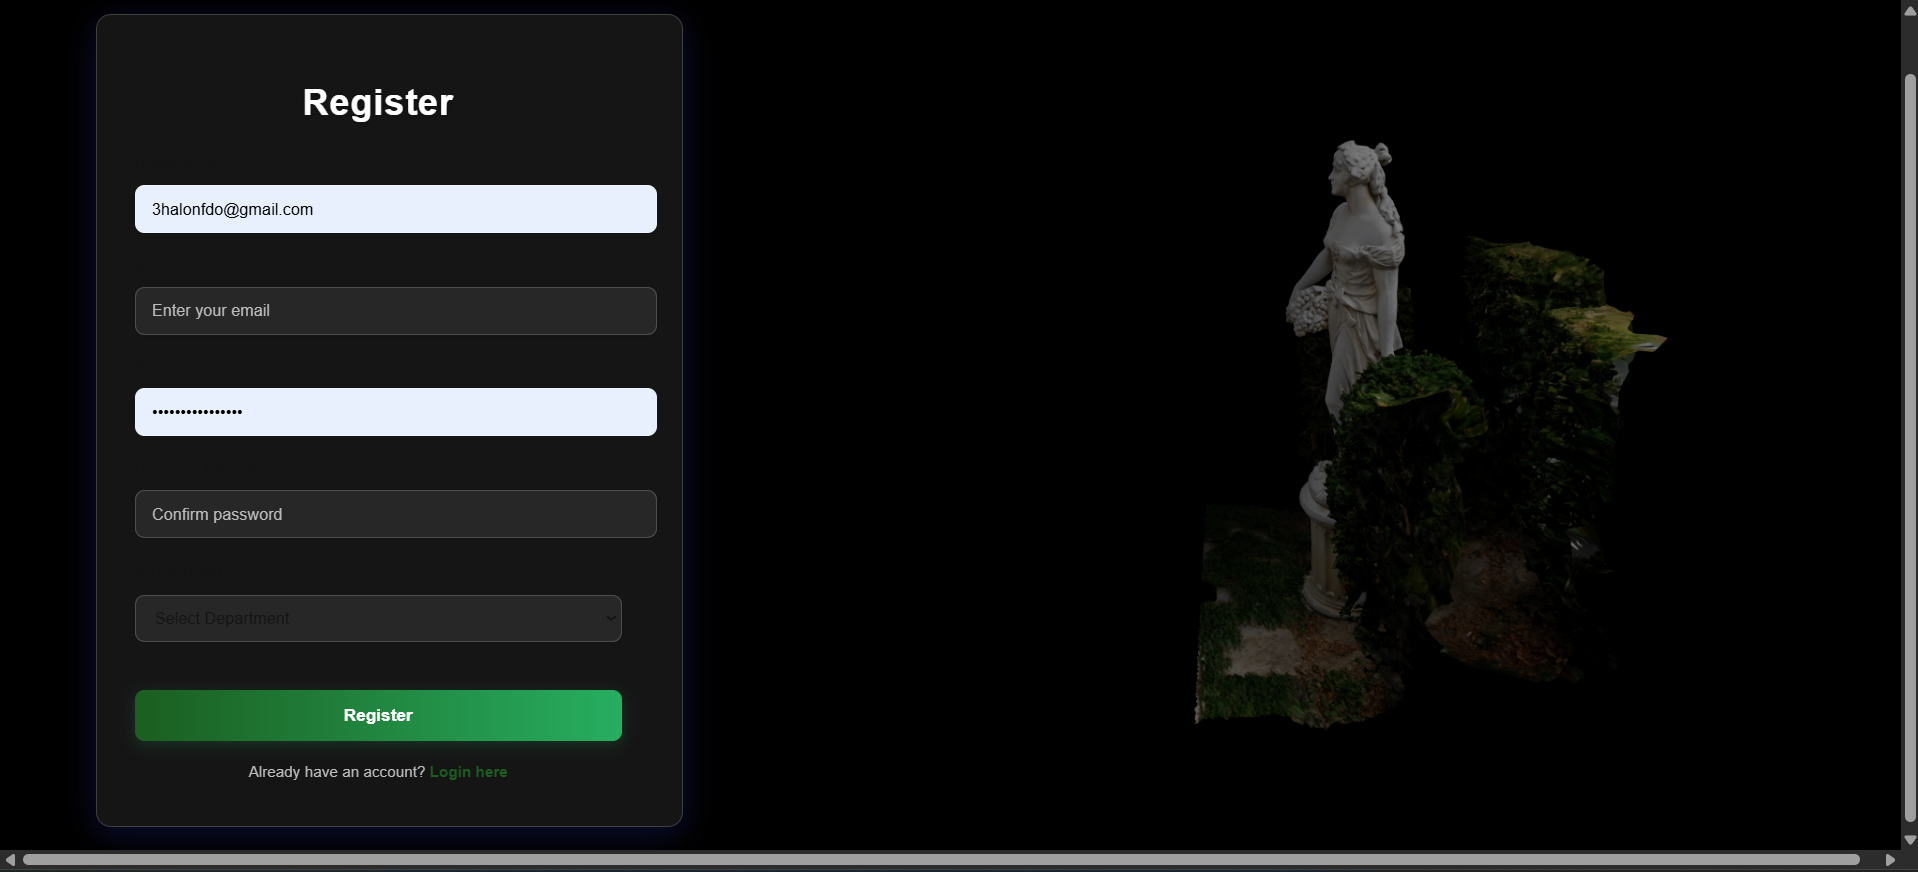 Register
3halonfdo@gmail.com
Enter your email
••••••••••••••••
Confirm password
Select Department
Register
Already have an account? Login here